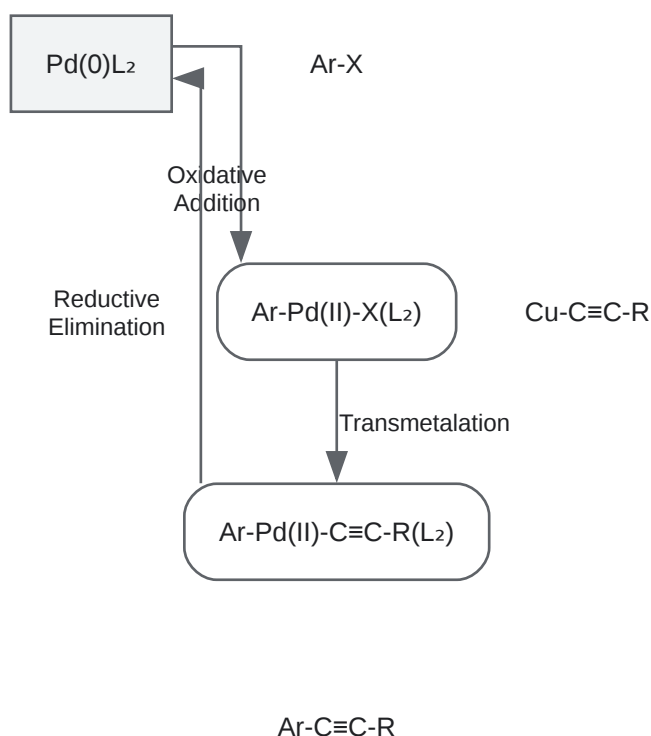 Pd(0)L₂
Ar-X
Oxidative
Addition
Reductive
Elimination
Ar-Pd(II)-X(L₂)
Cu-C≡C-R
Transmetalation
Ar-Pd(II)-C≡C-R(L₂)
Ar-C≡C-R